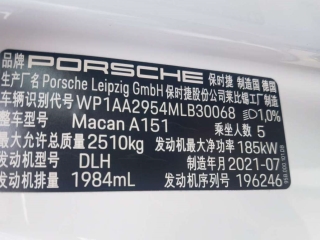 品牌 PORSCHE 保时捷 制造国 德国
生产厂名 Porsche Leipzig GmbH 保时捷股份公司莱比锡工厂制造
车辆识别代号 WP1AA2954MLB30068 1,0%
整车型号 Macan A151 乘坐人数 5
最大允许总质量 2510kg 发动机最大净功率 185kW
发动机型号 DLH 制造年月 2021-07
发动机排量 1984mL 发动机序列号 196246